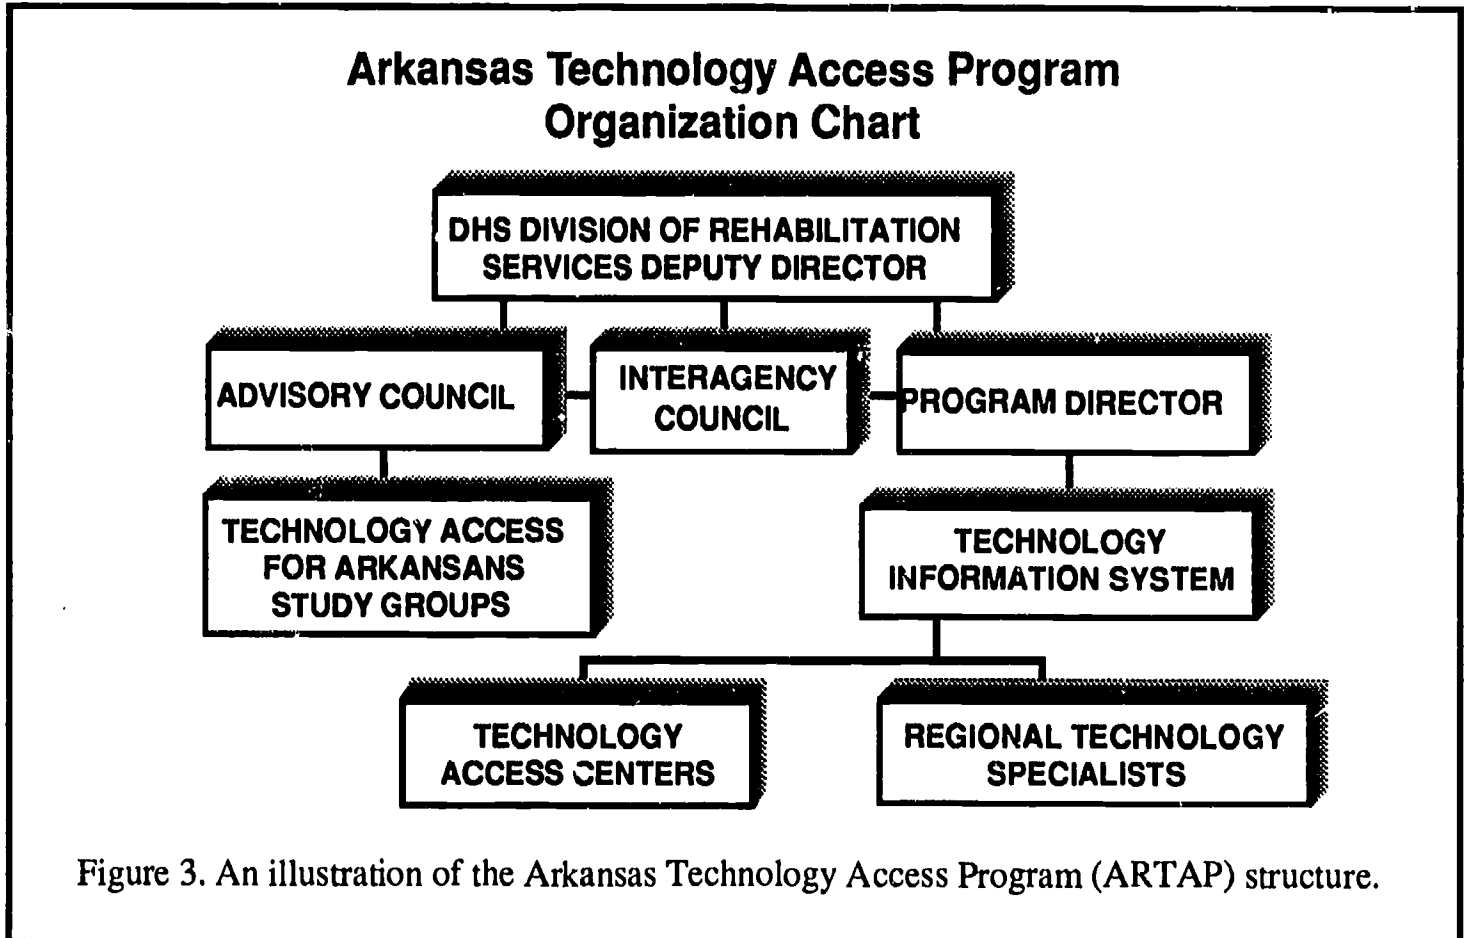 Arkansas Technology Access Program
Organization Chart
DHS DIVISION OF REHABILITATION
SERVICES DEPUTY DIRECTOR
ADVISORY COUNCIL
INTERAGENCY
COUNCIL
PROGRAM DIRECTOR
TECHNOLOGY ACCESS
FOR ARKANSANS
STUDY GROUPS
TECHNOLOGY
INFORMATION SYSTEM
TECHNOLOGY
ACCESS CENTERS
REGIONAL TECHNOLOGY
SPECIALISTS
Figure 3. An illustration of the Arkansas Technology Access Program (ARTAP) structure.